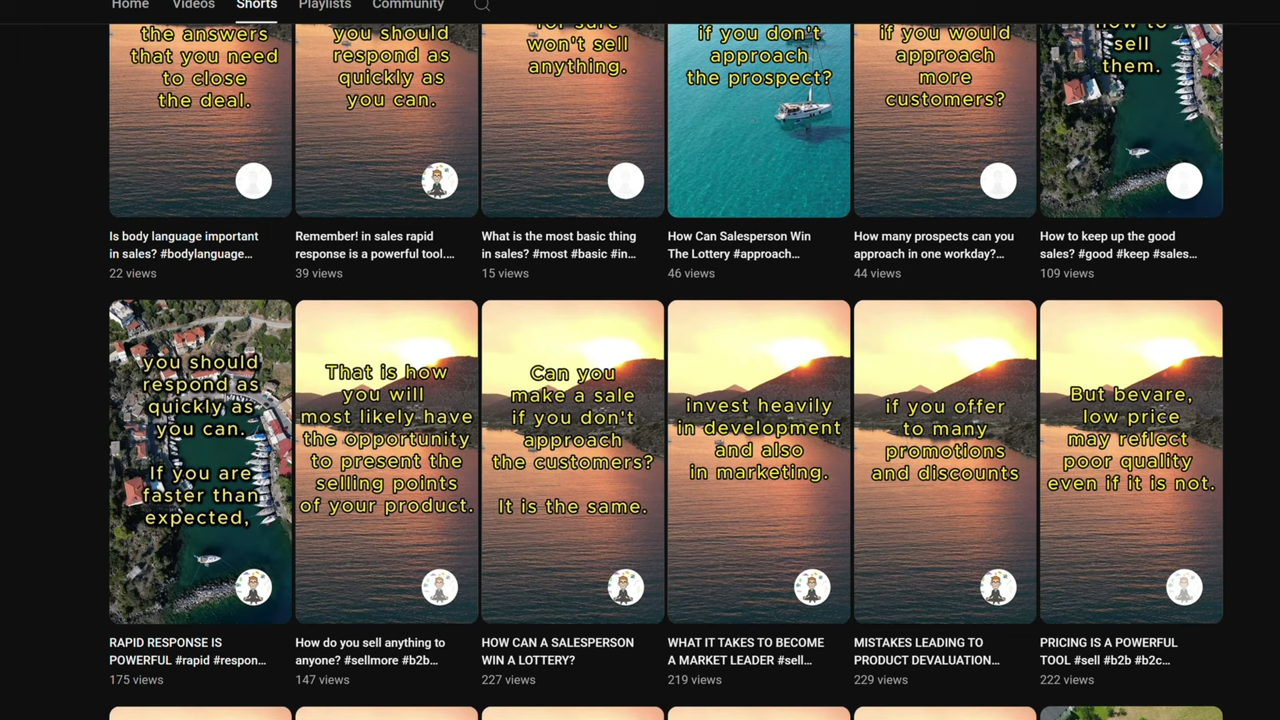 Home Videos Shorts Playlists Community
the answers
that you need
to close
the deal.
you should
respond as
quickly as
you can.
for sure
won't sell
anything.
if you don't
approach
the prospect?
if you would
approach
more
customers?
how to
sell
them.
Is body language important
in sales? #bodylanguage…
22 views
Remember! in sales rapid
response is a powerful tool.…
39 views
What is the most basic thing
in sales? #most #basic #in…
15 views
How Can Salesperson Win
The Lottery #approach…
46 views
How many prospects can you
approach in one workday?…
44 views
How to keep up the good
sales? #good #keep #sales…
109 views
you should
respond as
quickly as
you can.
If you are
faster than
expected,
That is how
you will
most likely have
the opportunity
to present the
selling points
of your product.
Can you
make a sale
if you don't
approach
the customers?
It is the same.
invest heavily
in development
and also
in marketing.
if you offer
to many
promotions
and discounts
But bevare,
low price
may reflect
poor quality
even if it is not.
RAPID RESPONSE IS
POWERFUL #rapid #respon…
175 views
How do you sell anything to
anyone? #sellmore #b2b…
147 views
HOW CAN A SALESPERSON
WIN A LOTTERY?
227 views
WHAT IT TAKES TO BECOME
A MARKET LEADER #sell…
219 views
MISTAKES LEADING TO
PRODUCT DEVALUATION…
229 views
PRICING IS A POWERFUL
TOOL #sell #b2b #b2c…
222 views